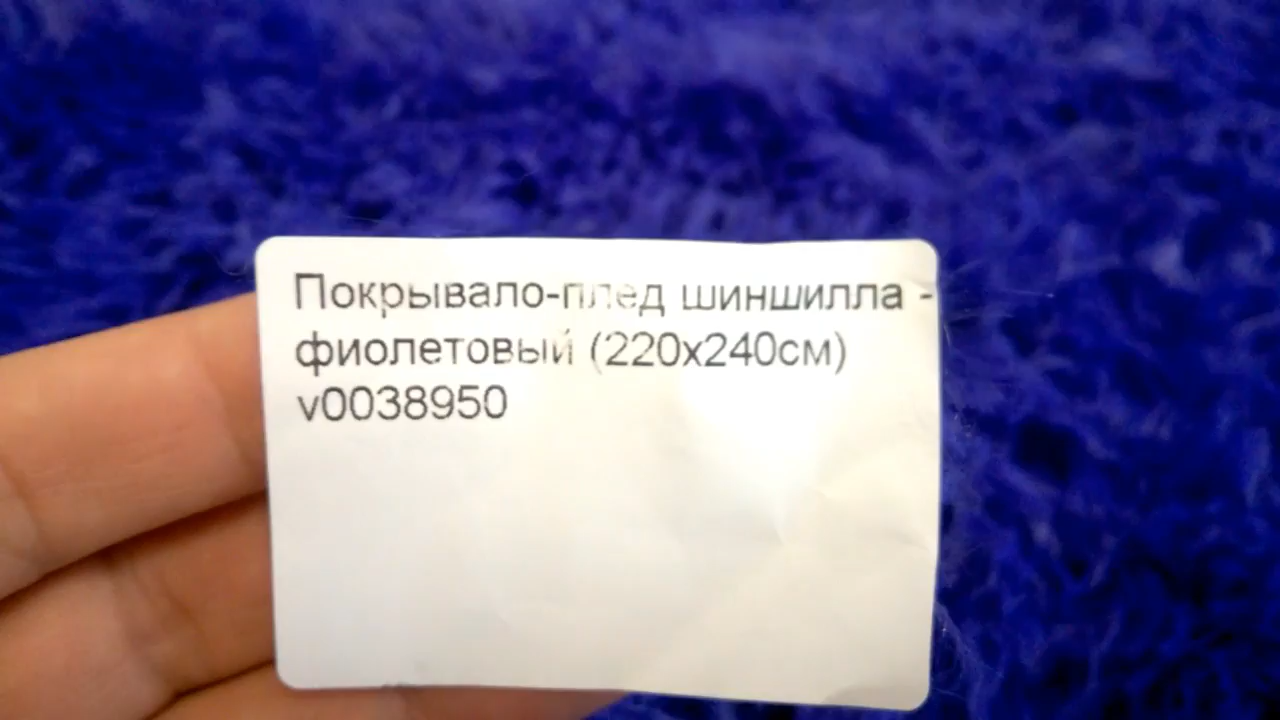 Покрывало-плед шиншилла -
фиолетовый (220х240см)
v0038950